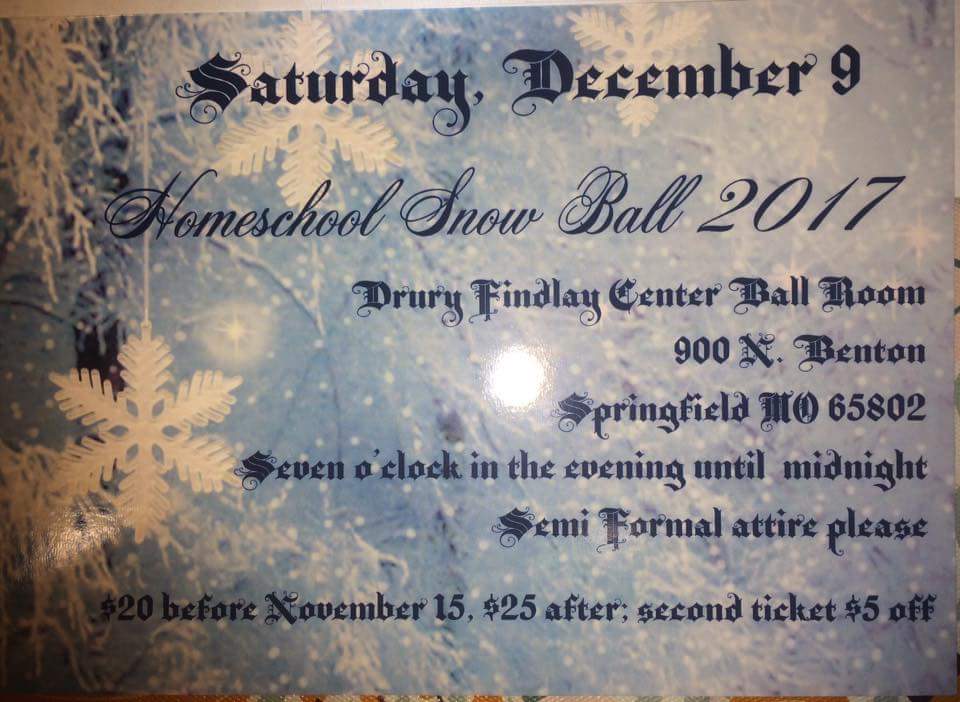 Saturday, December 9
Homeschool Snow Ball 2017
Drury Findlay Center Ball Room
900 N. Benton
Springfield MO 65802
Seven o'clock in the evening until midnight
Semi Formal attire please
$20 before November 15, $25 after; second ticket $5 off